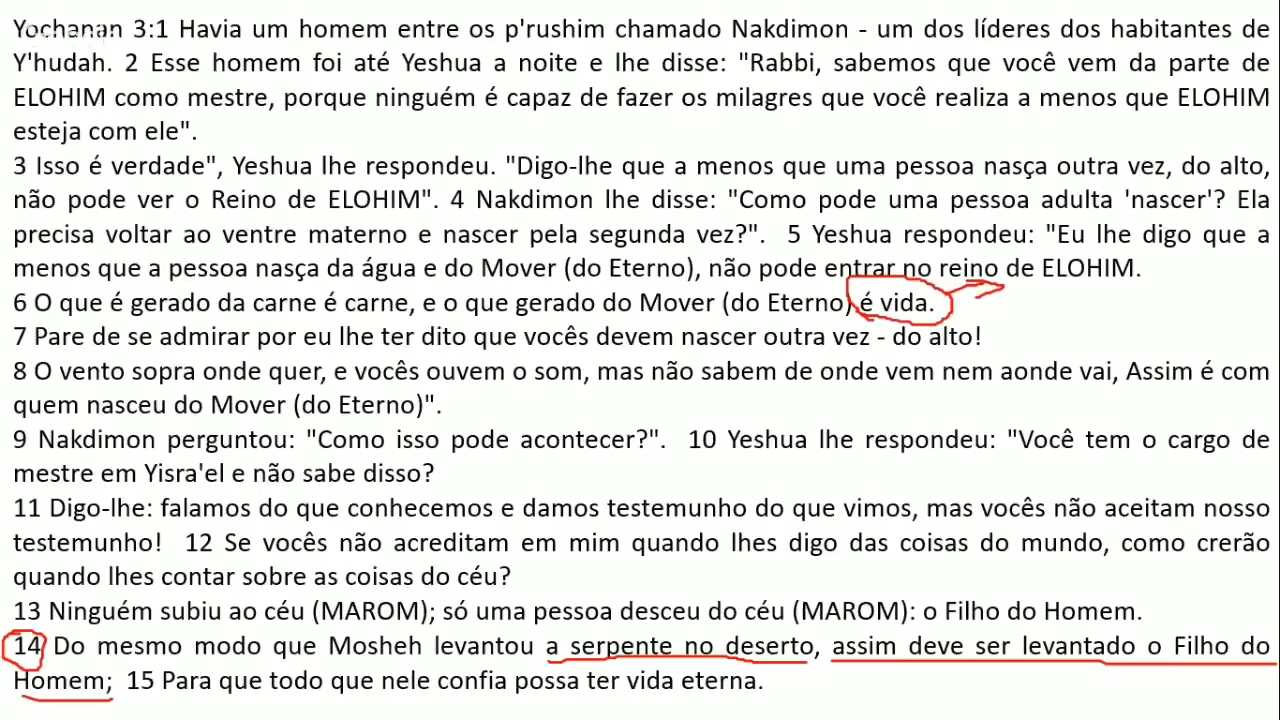 Yochanan 3:1 Havia um homem entre os p'rushim chamado Nakdimon - um dos líderes dos habitantes de
Y'hudah. 2 Esse homem foi até Yeshua a noite e lhe disse: "Rabbi, sabemos que você vem da parte de
ELOHIM como mestre, porque ninguém é capaz de fazer os milagres que você realiza a menos que ELOHIM
esteja com ele".
3 Isso é verdade", Yeshua lhe respondeu. "Digo-lhe que a menos que uma pessoa nasça outra vez, do alto,
não pode ver o Reino de ELOHIM". 4 Nakdimon lhe disse: "Como pode uma pessoa adulta 'nascer'? Ela
precisa voltar ao ventre materno e nascer pela segunda vez?". 5 Yeshua respondeu: "Eu lhe digo que a
menos que a pessoa nasça da água e do Mover (do Eterno), não pode entrar no reino de ELOHIM.
6 O que é gerado da carne é carne, e o que gerado do Mover (do Eterno) é vida.
7 Pare de se admirar por eu lhe ter dito que vocês devem nascer outra vez - do alto!
8 O vento sopra onde quer, e vocês ouvem o som, mas não sabem de onde vem nem aonde vai, Assim é com
quem nasceu do Mover (do Eterno)".
9 Nakdimon perguntou: "Como isso pode acontecer?". 10 Yeshua lhe respondeu: "Você tem o cargo de
mestre em Yisra'el e não sabe disso?
11 Digo-lhe: falamos do que conhecemos e damos testemunho do que vimos, mas vocês não aceitam nosso
testemunho! 12 Se vocês não acreditam em mim quando lhes digo das coisas do mundo, como crerão
quando lhes contar sobre as coisas do céu?
13 Ninguém subiu ao céu (MAROM); só uma pessoa desceu do céu (MAROM): o Filho do Homem.
14 Do mesmo modo que Mosheh levantou a serpente no deserto, assim deve ser levantado o Filho do
Homem; 15 Para que todo que nele confia possa ter vida eterna.